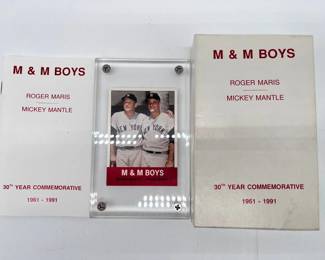 M & M BOYS
ROGER MARIS
MICKEY MANTLE
30TH YEAR COMMEMORATIVE
1961 - 1991
NEW YORK
NEW YORK
M & M BOYS
M & M BOYS
ROGER MARIS
MICKEY MANTLE
30TH YEAR COMMEMORATIVE
1961 - 1991